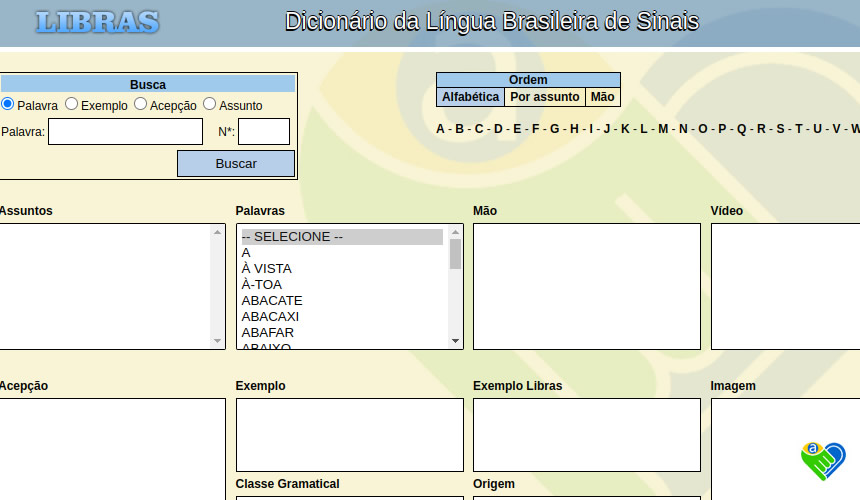 LIBRAS
Dicionário da Língua Brasileira de Sinais
Busca
Palavra Exemplo Acepção Assunto
Palavra: N*:
Buscar
Ordem
Alfabética Por assunto Mão
A - B - C - D - E - F - G - H - I - J - K - L - M - N - O - P - Q - R - S - T - U - V - W
Assuntos
Palavras
-- SELECIONE --
A
À VISTA
À-TOA
ABACATE
ABACAXI
ABAFAR
ABAIXO
Mão
Vídeo
Acepção
Exemplo
Exemplo Libras
Imagem
a
Classe Gramatical
Origem